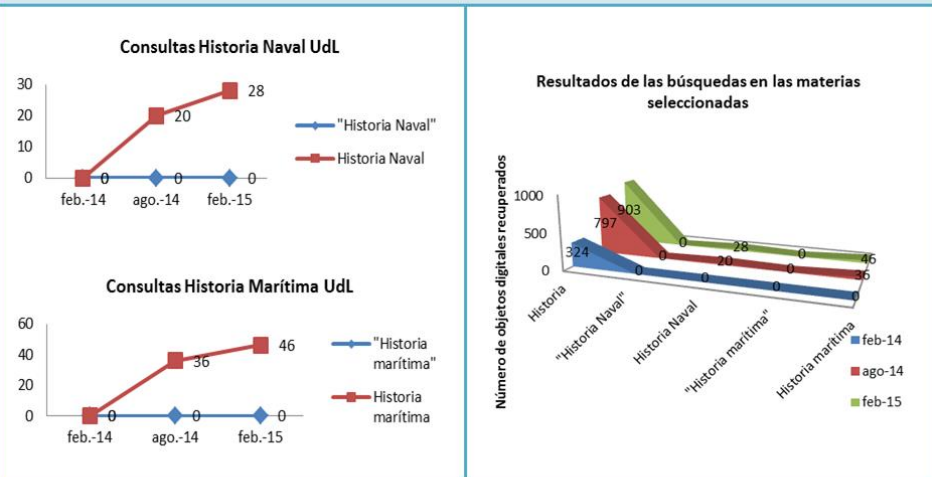 Consultas Historia Naval UdL
30
20
10
0
0
20
28
0
0
feb.-14 ago.-14 feb.-15
"Historia Naval"
Historia Naval
Consultas Historia Marítima UdL
60
40
20
0
0
36
46
0
0
feb.-14 ago.-14 feb.-15
"Historia
marítima"
Historia
marítima
Resultados de las búsquedas en las materias
seleccionadas
Número de objetos digitales recuperados
1000
500
0
903
0
28
0
46
797
0
20
0
36
324
0
0
0
0
Historia
"Historia Naval"
Historia Naval
"Historia marítima"
Historia marítima
feb-14
ago-14
feb-15